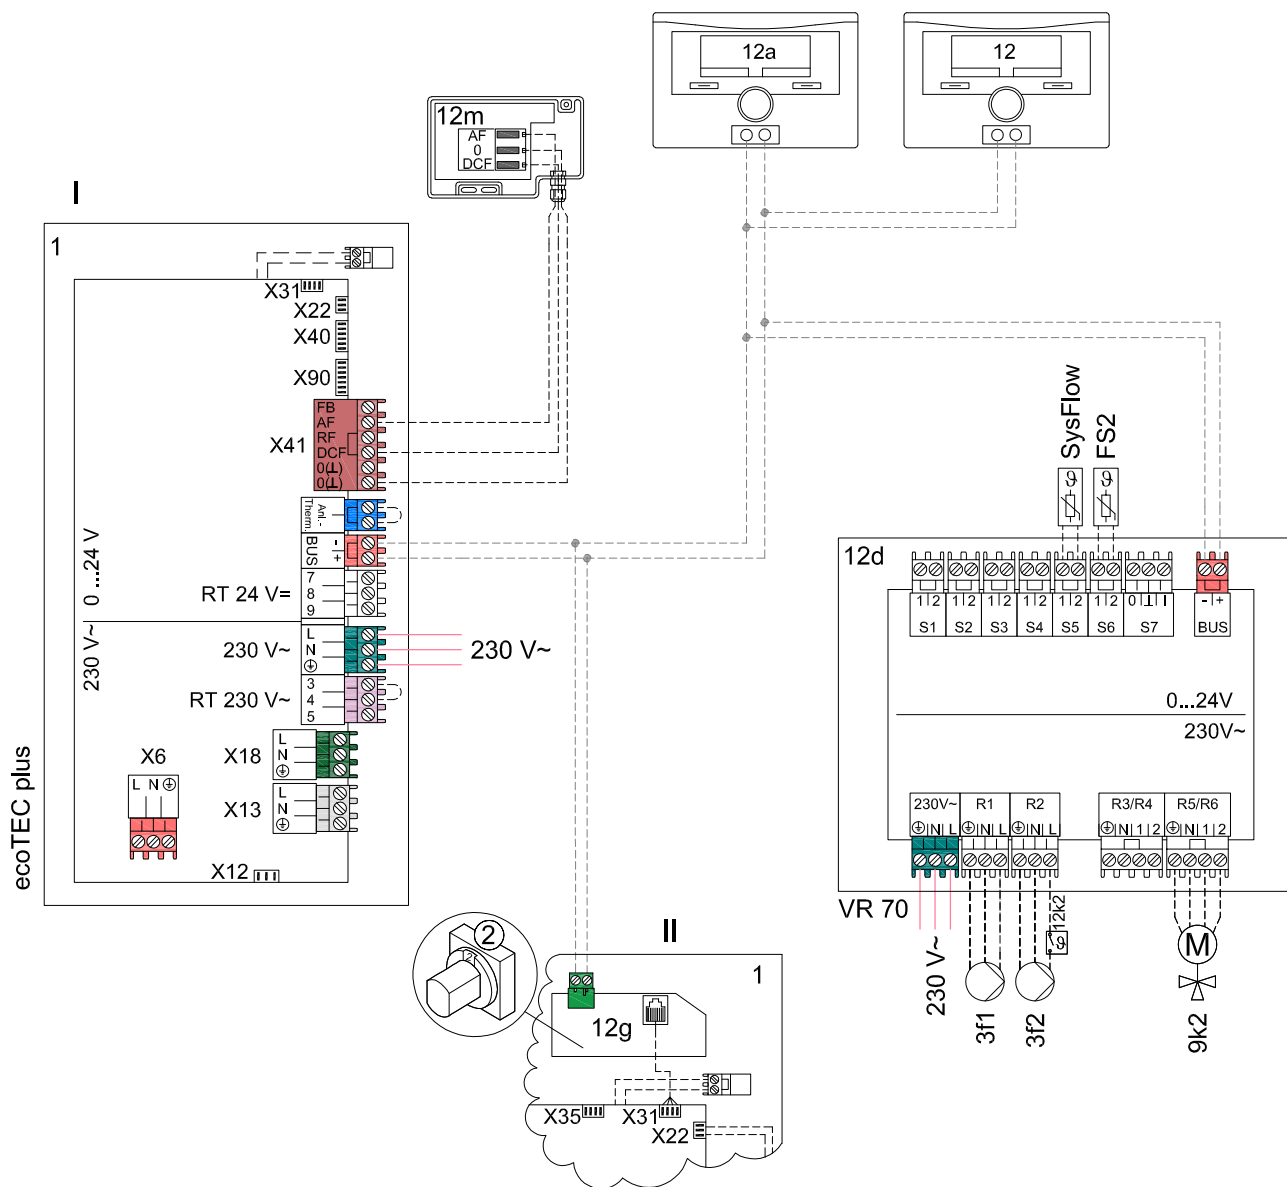 12a
12
12m
AF
0
DCF
I
1
X31
X22
X40
X90
X41
FB
AF
RF
DCF
0(⊥)
0(⊥)
Anl.-
Therm.
BUS
-
+
0...24 V
230 V~
RT 24 V=
7
8
9
230 V~
L
N
230 V~
RT 230 V~
3
4
5
X18
L
N
X6
L N
X13
L
N
X12
ecoTEC plus
SysFlow
FS2
ϑ
ϑ
12d
1 2
1 2
1 2
1 2
1 2
1 2
0 ⊥ I
- +
S1
S2
S3
S4
S5
S6
S7
BUS
0...24V
230V~
230V~
R1
R2
R3/R4
R5/R6
N L
N L
N L
N 1 2
N 1 2
VR 70
230 V~
3f1
3f2
12k2
ϑ
M
9k2
II
2
2
1
12g
X35
X31
X22